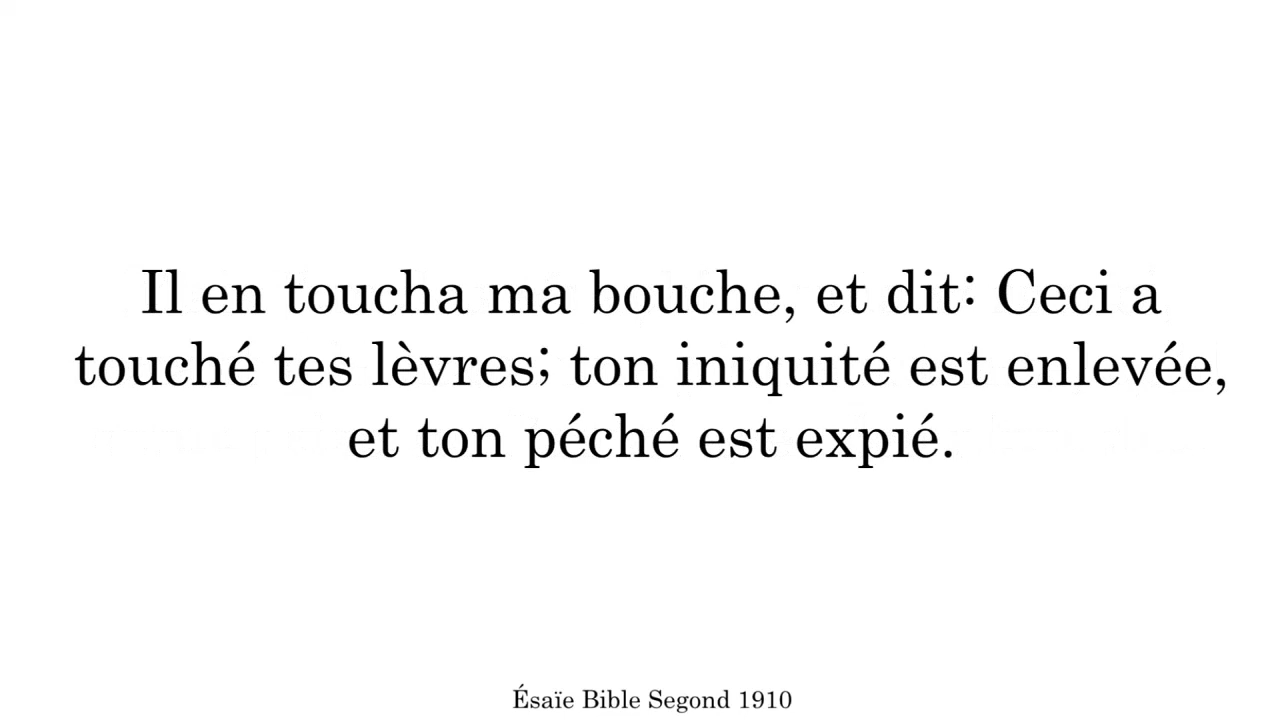 Il en toucha ma bouche, et dit: Ceci a
touché tes lèvres; ton iniquité est enlevée,
et ton péché est expié.
Ésaïe Bible Segond 1910